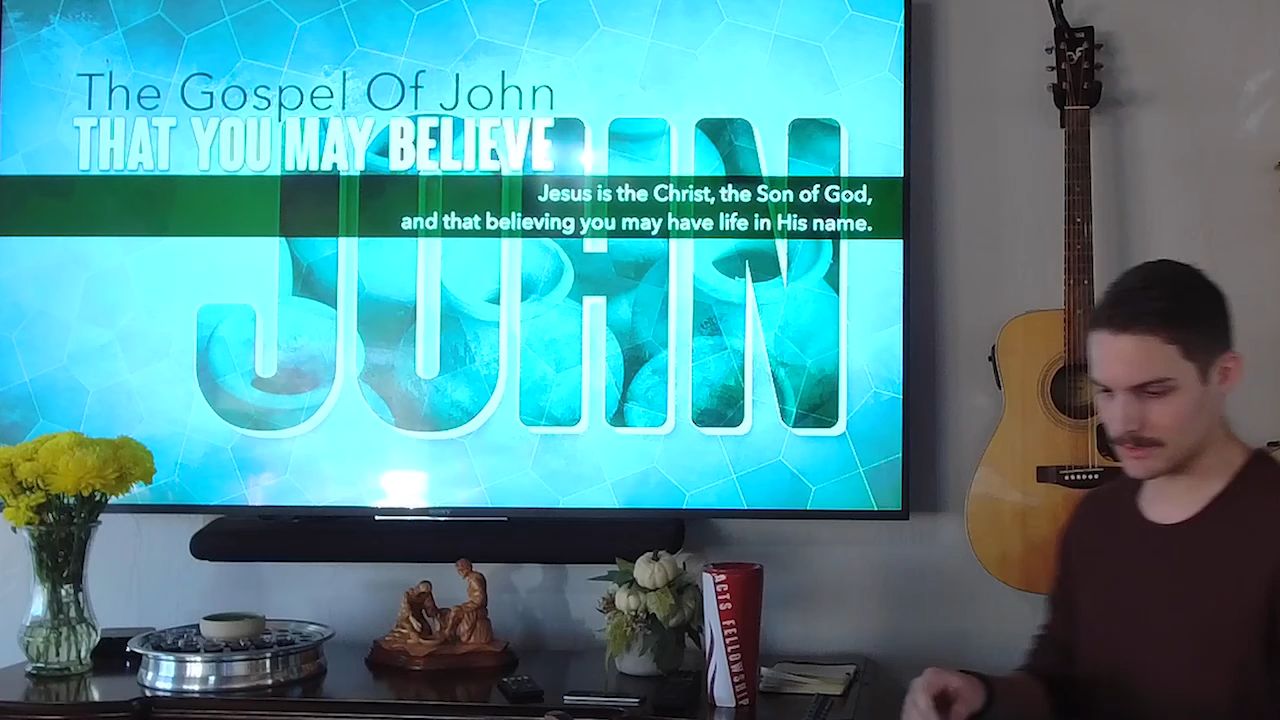 The Gospel Of John
THAT YOU MAY BELIEVE
JOHN
Jesus is the Christ, the Son of God,
and that believing you may have life in His name.
ACTS FELLOWSHIP